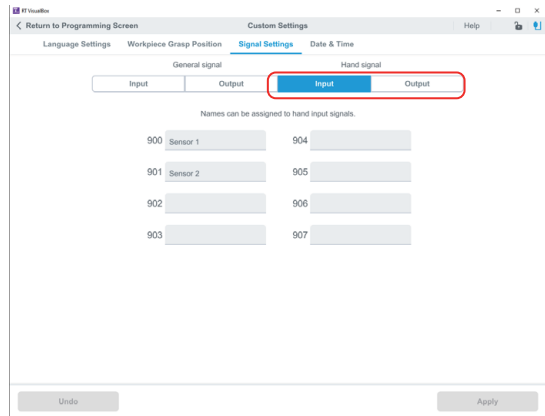 RT VisualBox
Return to Programming Screen Custom Settings Help
Language Settings Workpiece Grasp Position Signal Settings Date & Time
General signal Hand signal
Input Output Input Output
Names can be assigned to hand input signals.
900 Sensor 1 904
901 Sensor 2 905
902 906
903 907
Undo Apply